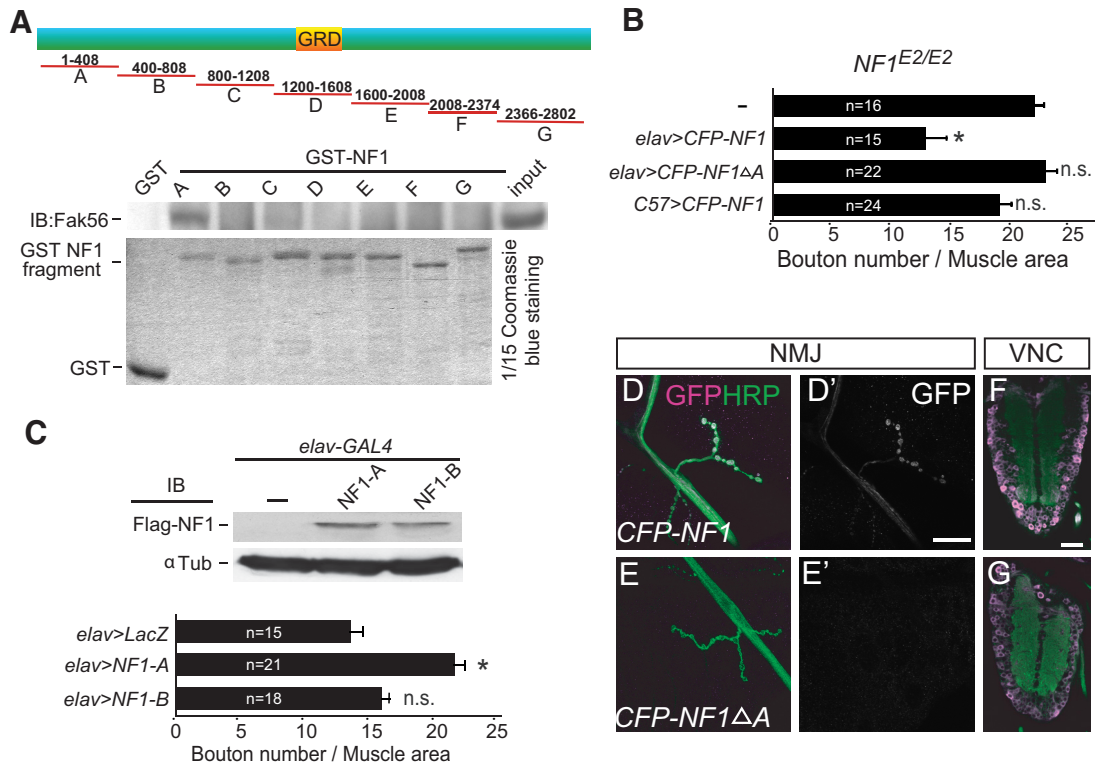 A
GRD
1-408
A
400-808
B
800-1208
C
1200-1608
D
1600-2008
E
2008-2374
F
2366-2802
G
GST-NF1
GST A B C D E F G input
IB:Fak56
GST NF1
fragment
GST
1/15 Coomassie
blue staining
B
NF1E2/E2
– n=16
elav>CFP-NF1 n=15 *
elav>CFP-NF1△A n=22 n.s.
C57>CFP-NF1 n=24 n.s.
0 5 10 15 20 25
Bouton number / Muscle area
C
elav-GAL4
IB – NF1-A NF1-B
Flag-NF1
αTub
elav>LacZ n=15
elav>NF1-A n=21 *
elav>NF1-B n=18 n.s.
0 5 10 15 20 25
Bouton number / Muscle area
NMJ VNC
D GFPHRP D' GFP F
CFP-NF1
E E' G
CFP-NF1△A